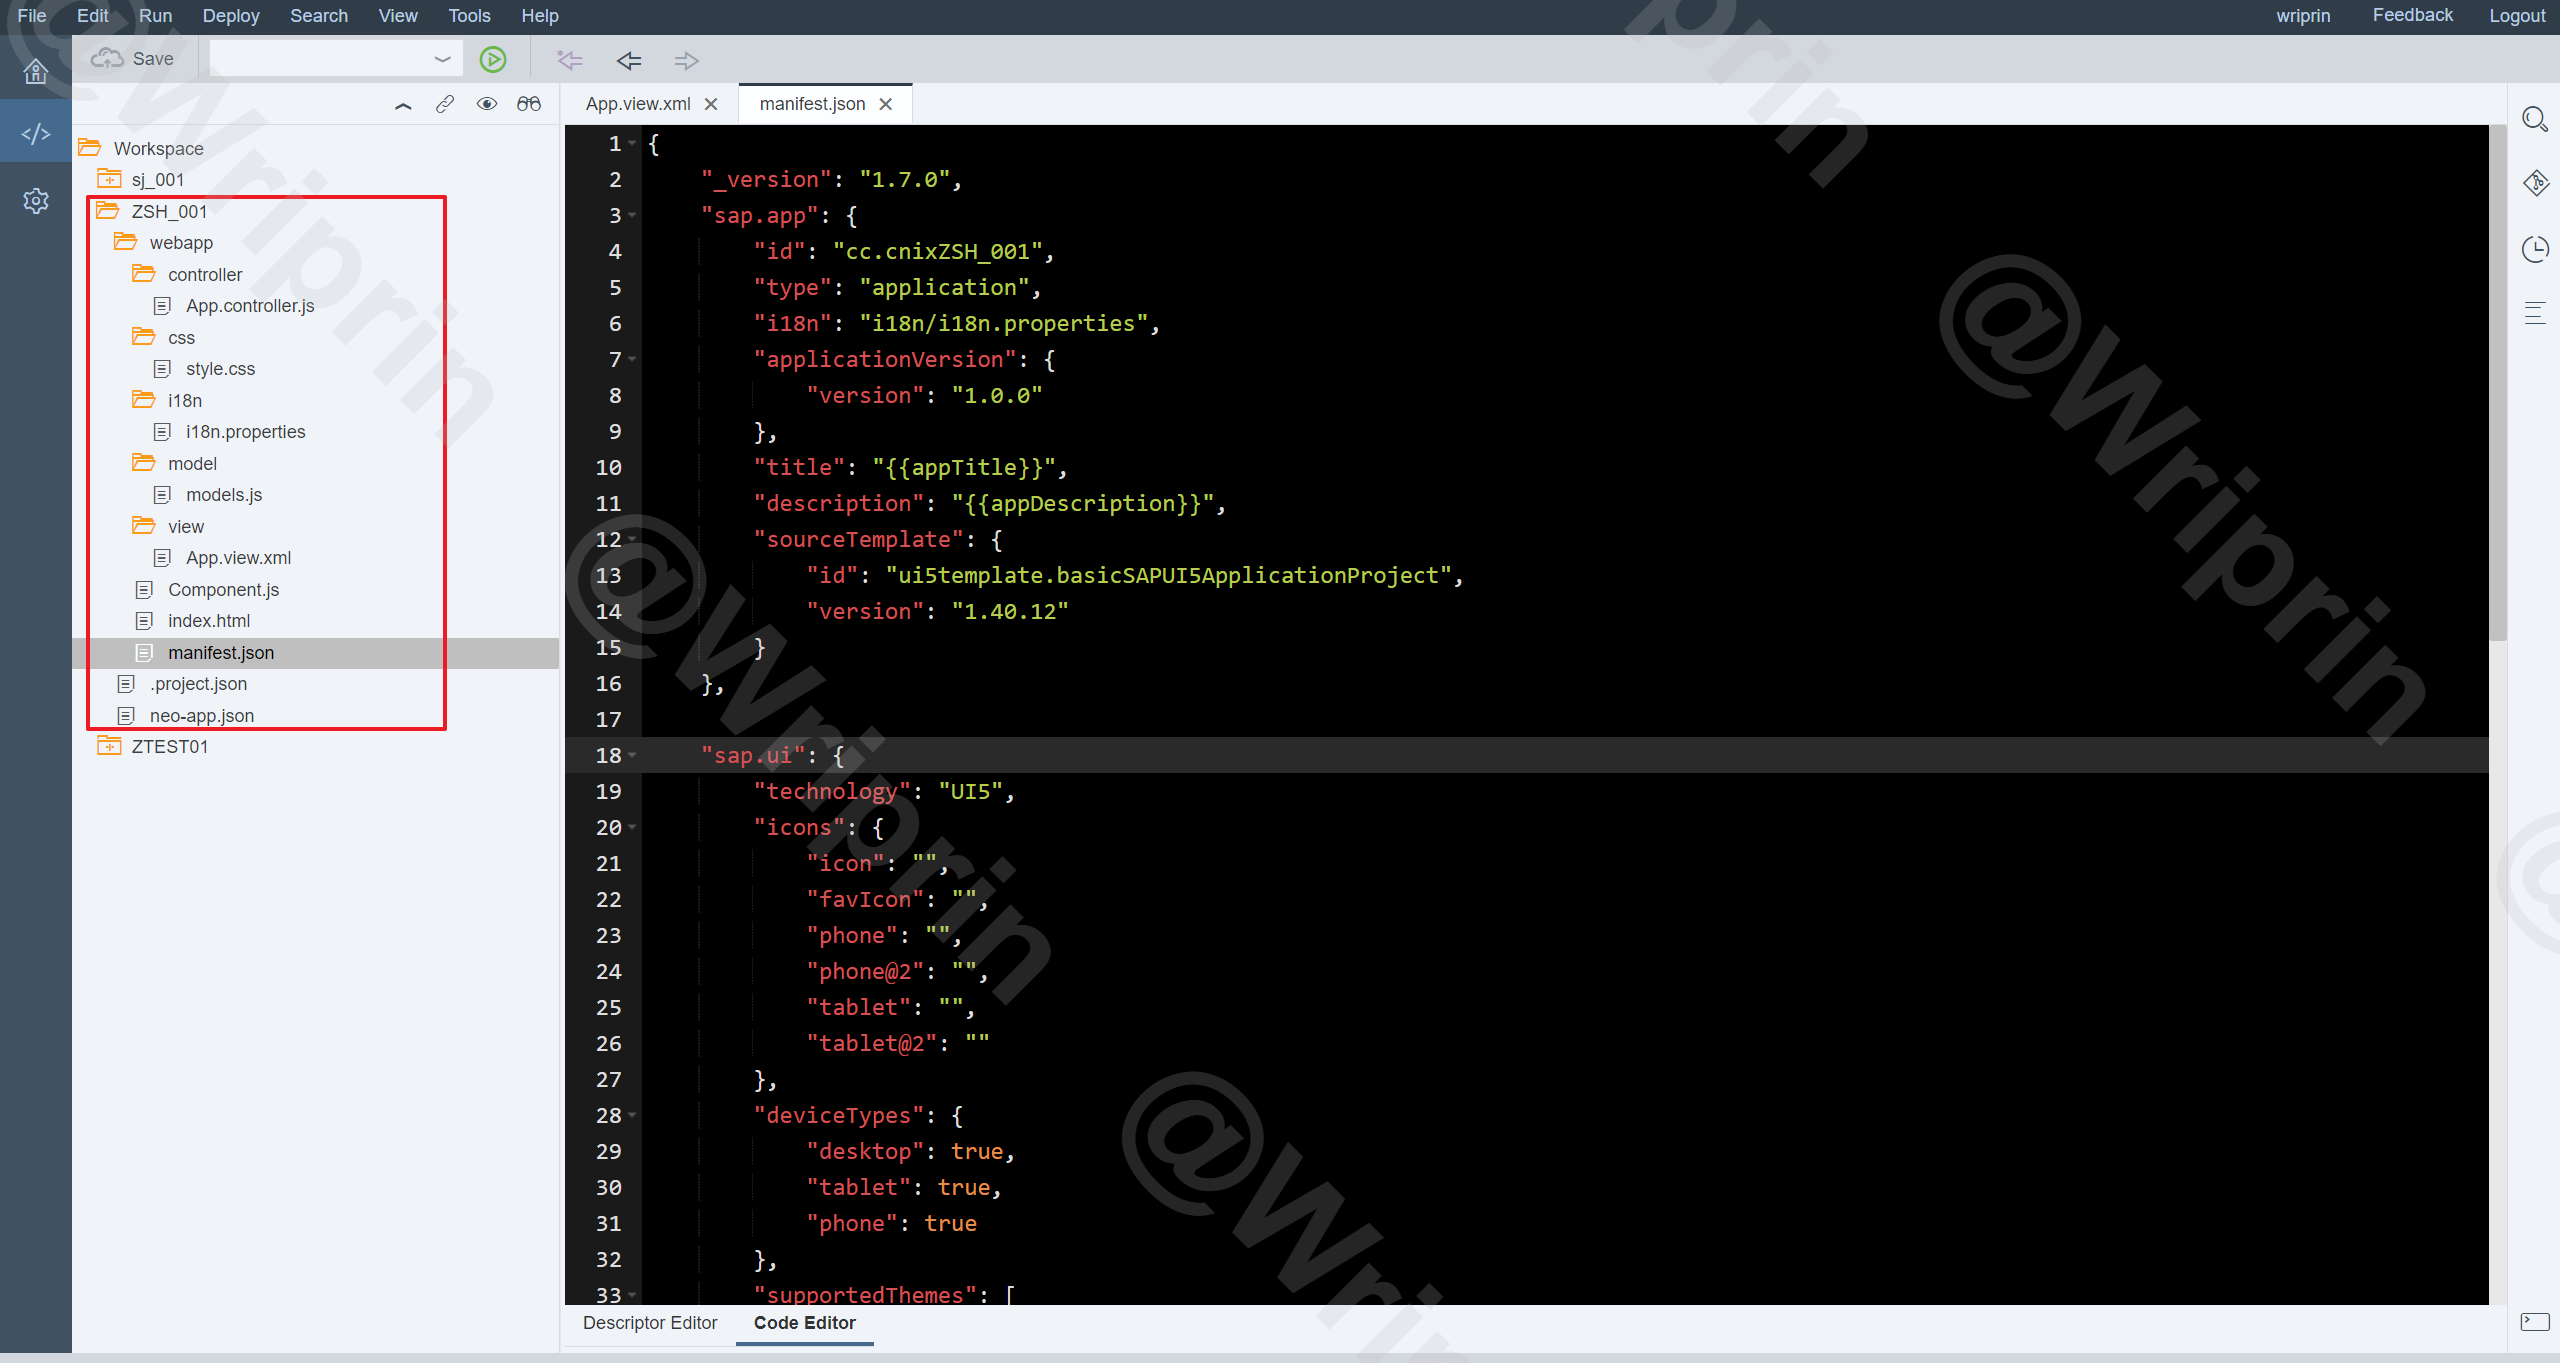 File Edit Run Deploy Search View Tools Help wriprin Feedback Logout
Save
App.view.xml manifest.json
Workspace
sj_001
ZSH_001
webapp
controller
App.controller.js
css
style.css
i18n
i18n.properties
model
models.js
view
App.view.xml
Component.js
index.html
manifest.json
.project.json
neo-app.json
ZTEST01
1 {
2 "_version": "1.7.0",
3 "sap.app": {
4 "id": "cc.cnixZSH_001",
5 "type": "application",
6 "i18n": "i18n/i18n.properties",
7 "applicationVersion": {
8 "version": "1.0.0"
9 },
10 "title": "{{appTitle}}",
11 "description": "{{appDescription}}",
12 "sourceTemplate": {
13 "id": "ui5template.basicSAPUI5ApplicationProject",
14 "version": "1.40.12"
15 }
16 },
17
18 "sap.ui": {
19 "technology": "UI5",
20 "icons": {
21 "icon": "",
22 "favIcon": "",
23 "phone": "",
24 "phone@2": "",
25 "tablet": "",
26 "tablet@2": ""
27 },
28 "deviceTypes": {
29 "desktop": true,
30 "tablet": true,
31 "phone": true
32 },
33 "supportedThemes": [
Descriptor Editor Code Editor
@Wriprin
@Wriprin
@Wriprin
@Wriprin